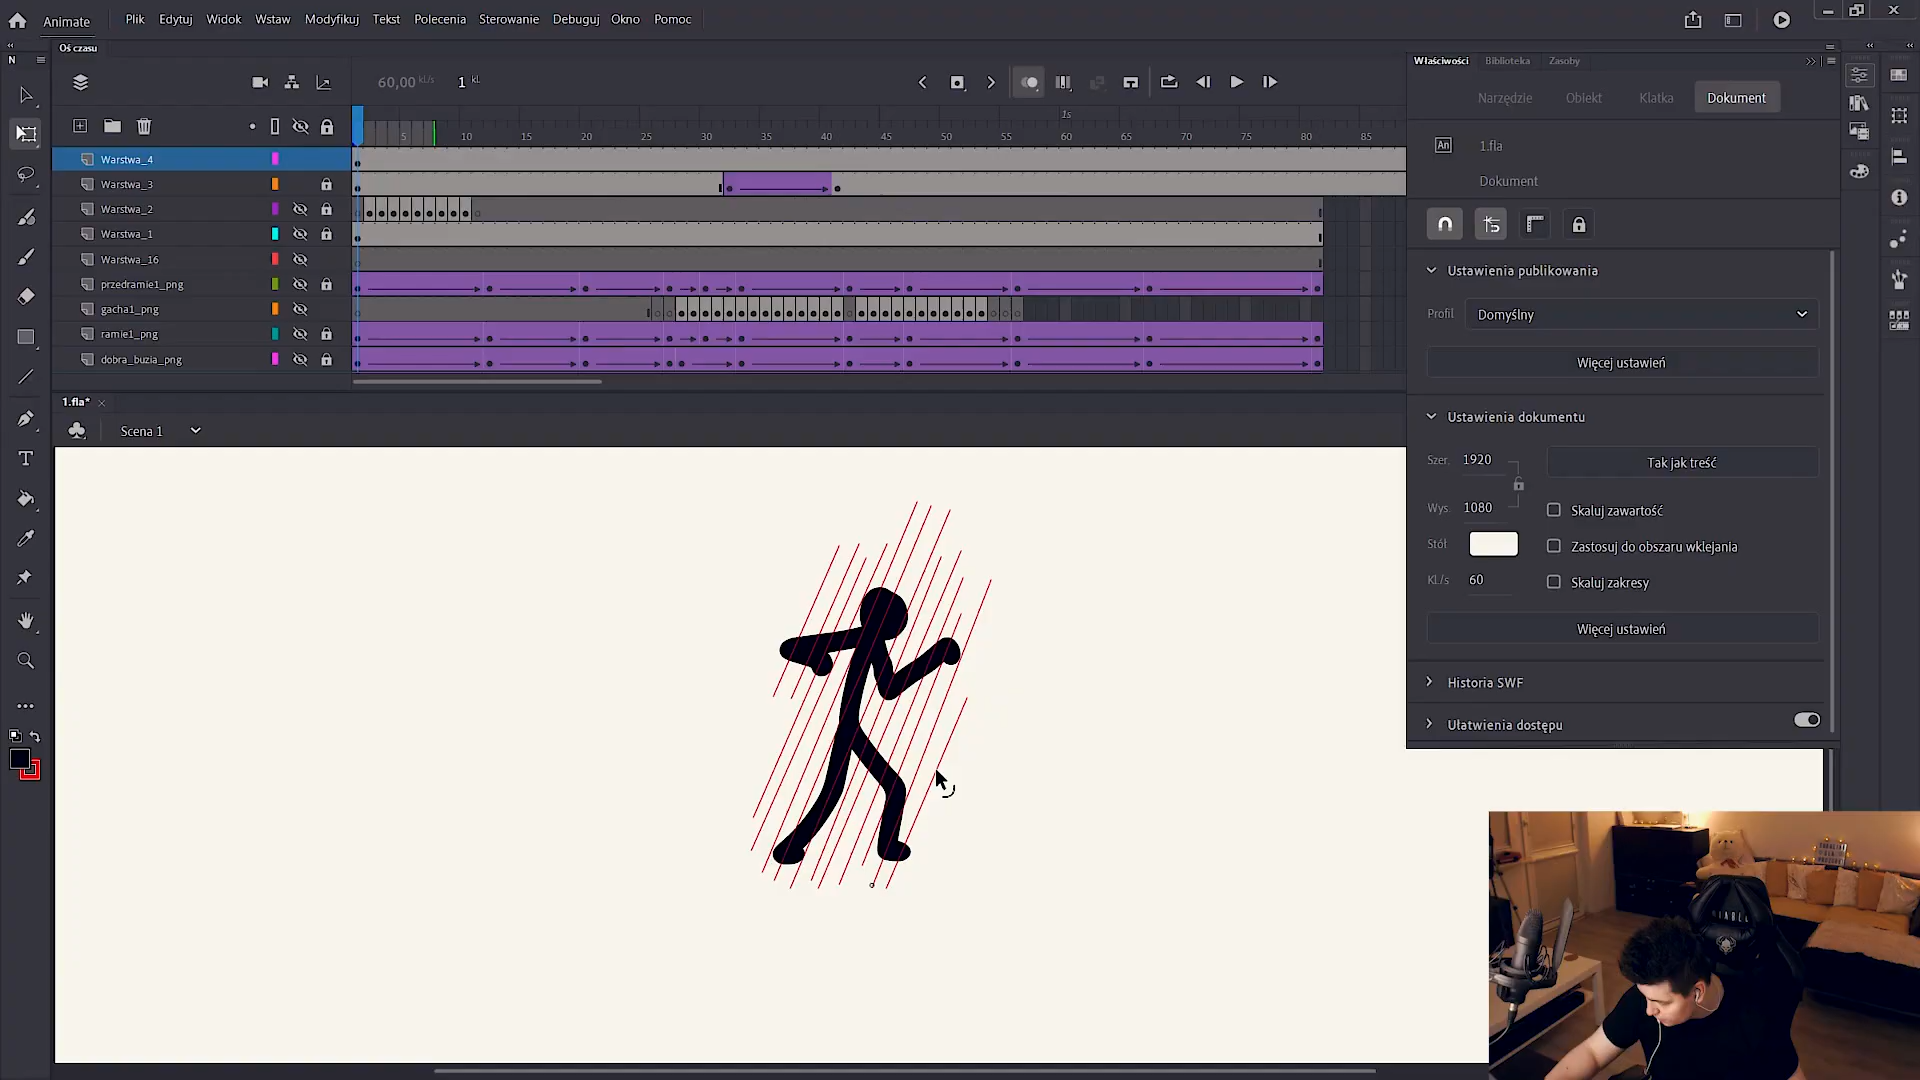 Animate
Plik Edytuj Widok Wstaw Modyfikuj Tekst Polecenia Sterowanie Debuguj Okno Pomoc
Oś czasu
N
60,00 kl/s 1 kL
1s
5 10 15 20 25 30 35 40 45 50 55 60 65 70 75 80 85
Warstwa_4
Warstwa_3
Warstwa_2
Warstwa_1
Warstwa_16
przedramie1_png
gacha1_png
ramie1_png
dobra_buzia_png
1.fla*
Scena 1
Właściwości Biblioteka Zasoby
Narzędzie Obiekt Klatka Dokument
An 1.fla
Dokument
Ustawienia publikowania
Profil Domyślny
Więcej ustawień
Ustawienia dokumentu
Szer. 1920 Tak jak treść
Wys. 1080 Skaluj zawartość
Stół Zastosuj do obszaru wklejania
Kl./s 60 Skaluj zakresy
Więcej ustawień
Historia SWF
Ułatwienia dostępu